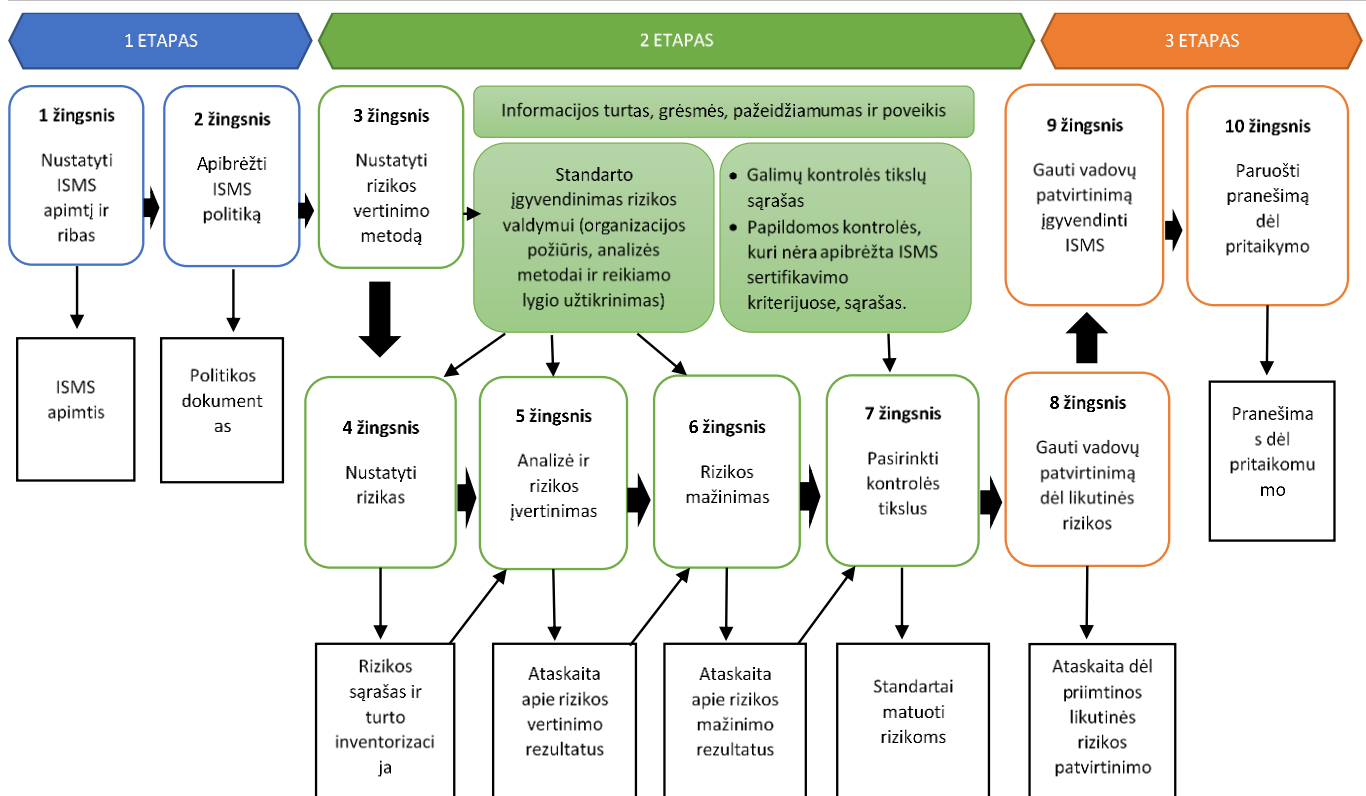 1 ETAPAS
2 ETAPAS
3 ETAPAS
1 žingsnis
Nustatyti
ISMS
apimtį ir
ribas
2 žingsnis
Apibrėžti
ISMS
politiką
3 žingsnis
Nustatyti
rizikos
vertinimo
metodą
Informacijos turtas, grėsmės, pažeidžiamumas ir poveikis
Standarto
įgyvendinimas rizikos
valdymui (organizacijos
požiūris, analizės
metodai ir reikiamo
lygio užtikrinimas)
• Galimų kontrolės tikslų
sąrašas
• Papildomos kontrolės,
kuri nėra apibrėžta ISMS
sertifikavimo
kriterijuose, sąrašas.
9 žingsnis
Gauti vadovų
patvirtinimą
įgyvendinti
ISMS
10 žingsnis
Paruošti
pranešimą
dėl
pritaikymo
ISMS
apimtis
Politikos
dokument
as
4 žingsnis
Nustatyti
rizikas
5 žingsnis
Analizė ir
rizikos
įvertinimas
6 žingsnis
Rizikos
mažinimas
7 žingsnis
Pasirinkti
kontrolės
tikslus
8 žingsnis
Gauti vadovų
patvirtinimą
dėl likutinės
rizikos
Pranešima
s dėl
pritaikomu
mo
Rizikos
sąrašas ir
turto
inventorizaci
ja
Ataskaita
apie rizikos
vertinimo
rezultatus
Ataskaita
apie rizikos
mažinimo
rezultatus
Standartai
matuoti
rizikoms
Ataskaita dėl
priimtinos
likutinės
rizikos
patvirtinimo